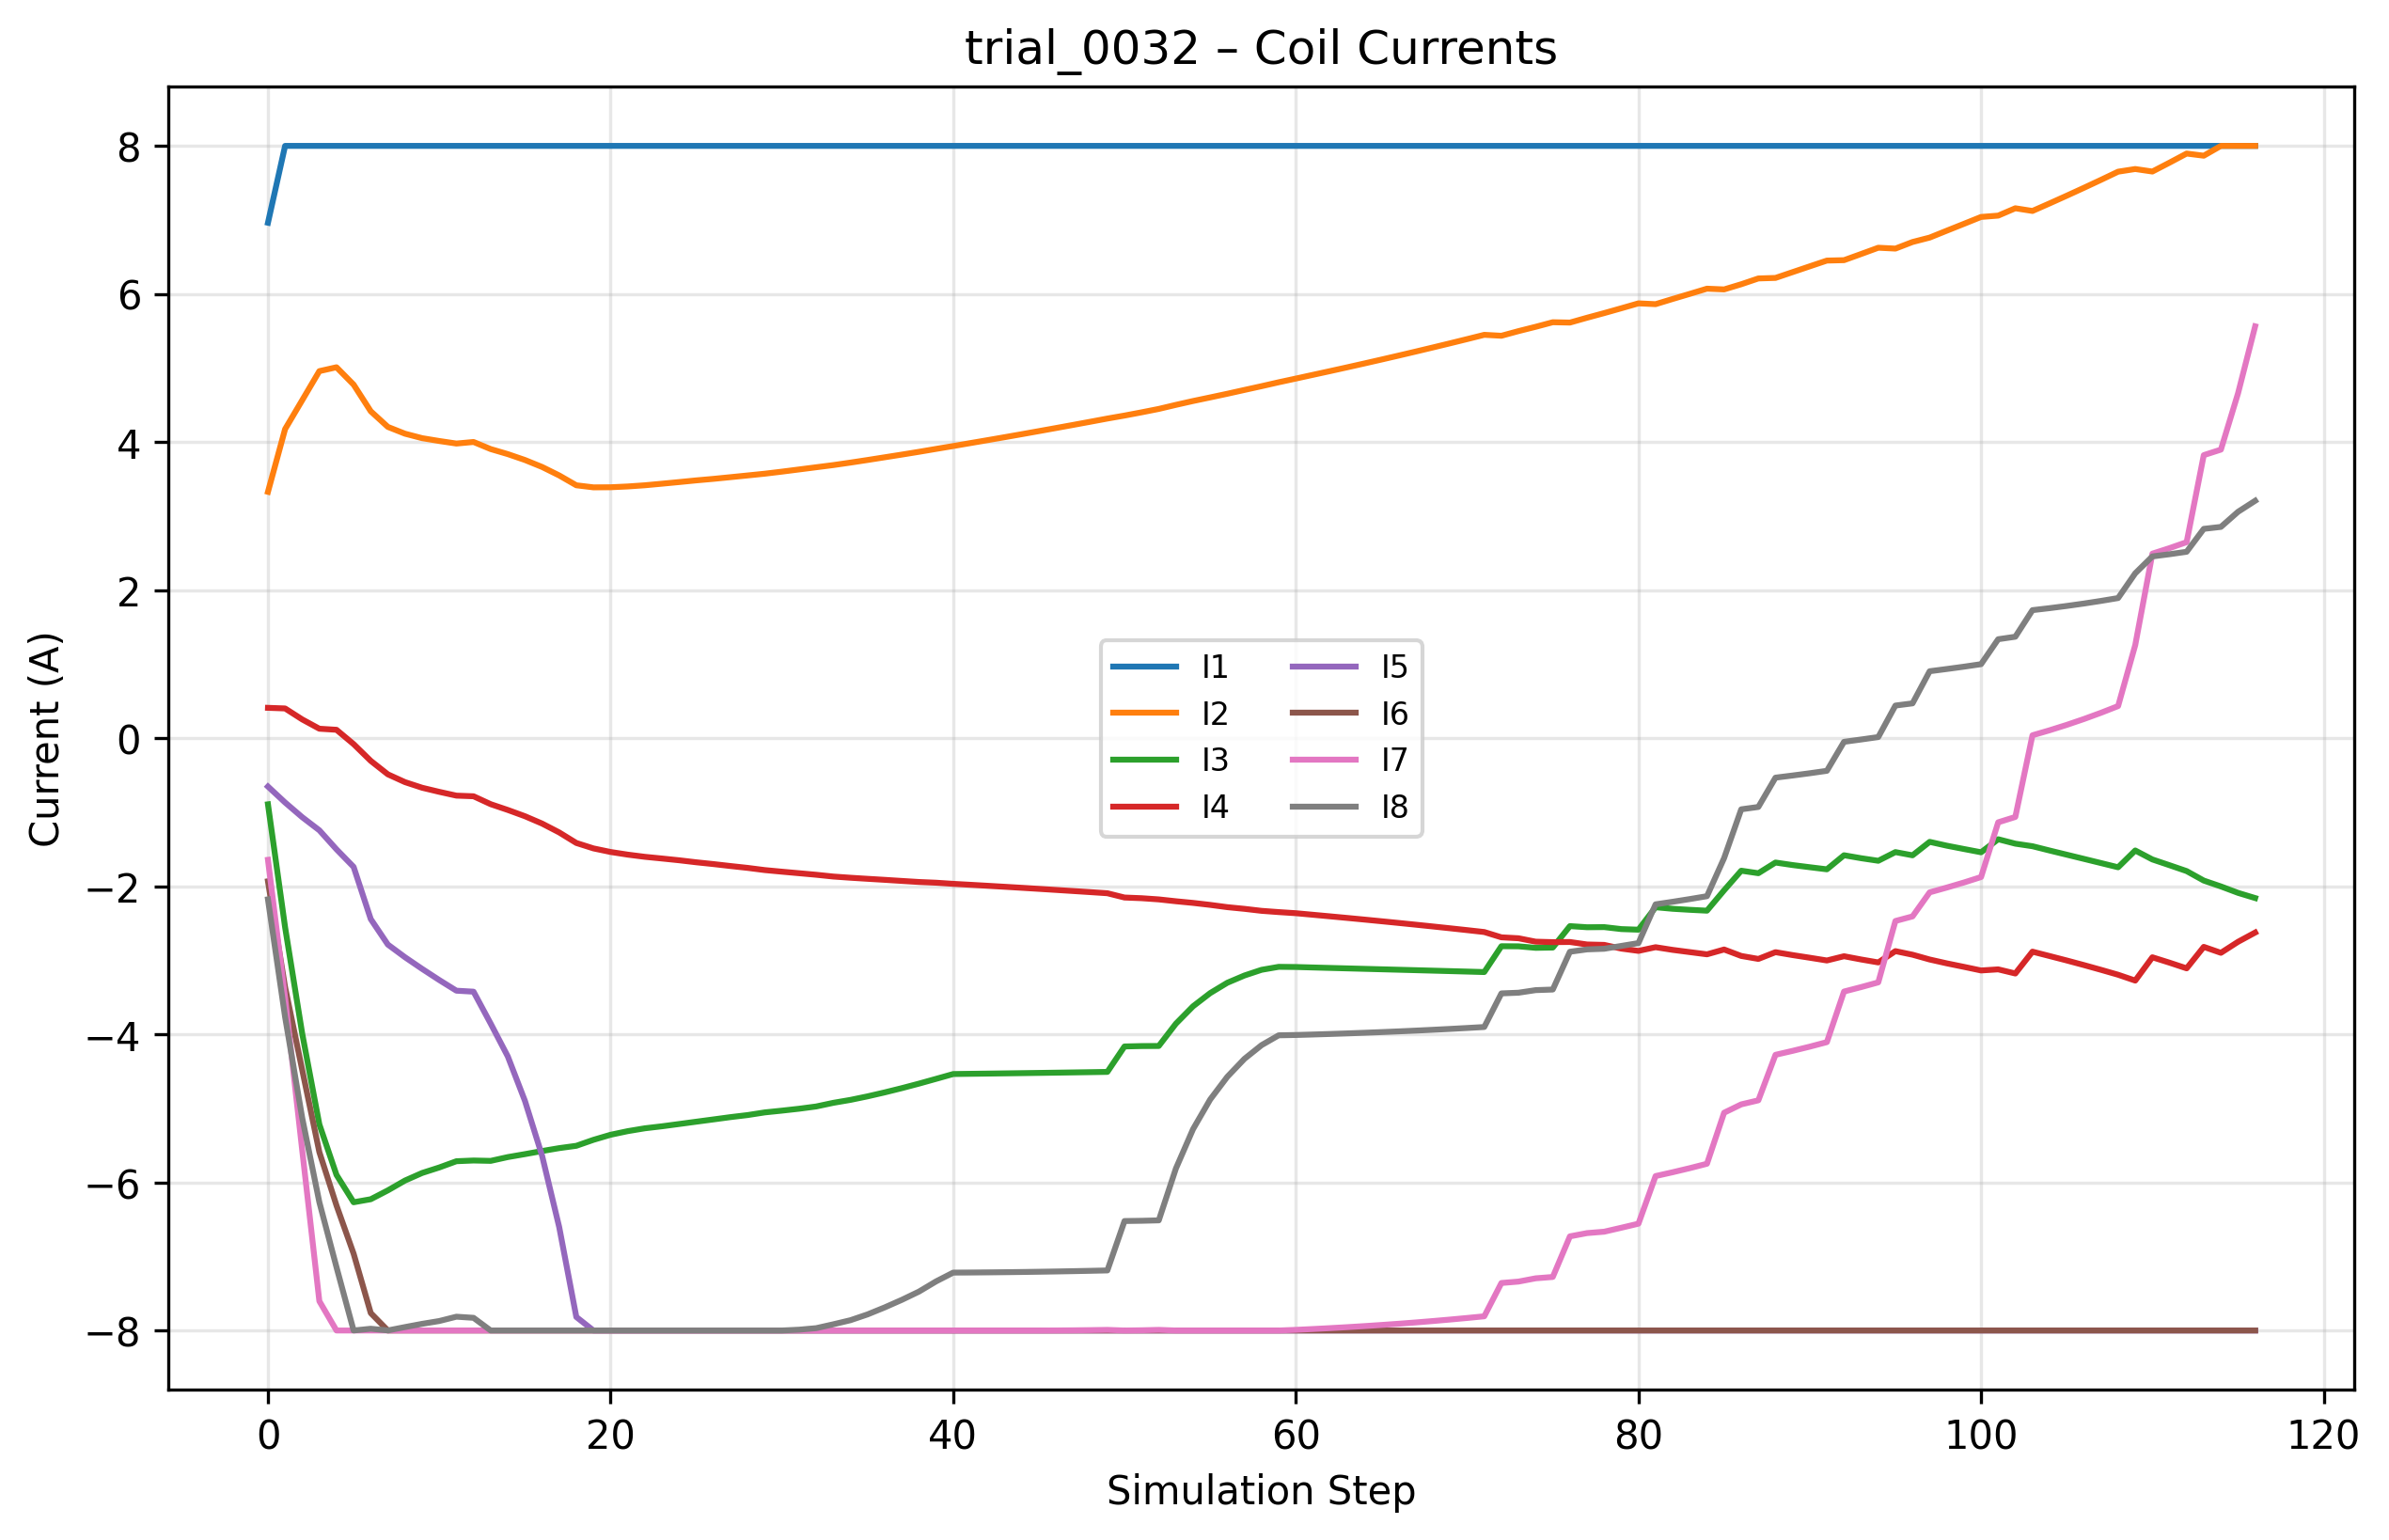 trial_0032 – Coil Currents
Current (A)
8
6
4
2
0
−2
−4
−6
−8
I1
I2
I3
I4
I5
I6
I7
I8
0
20
40
60
80
100
120
Simulation Step